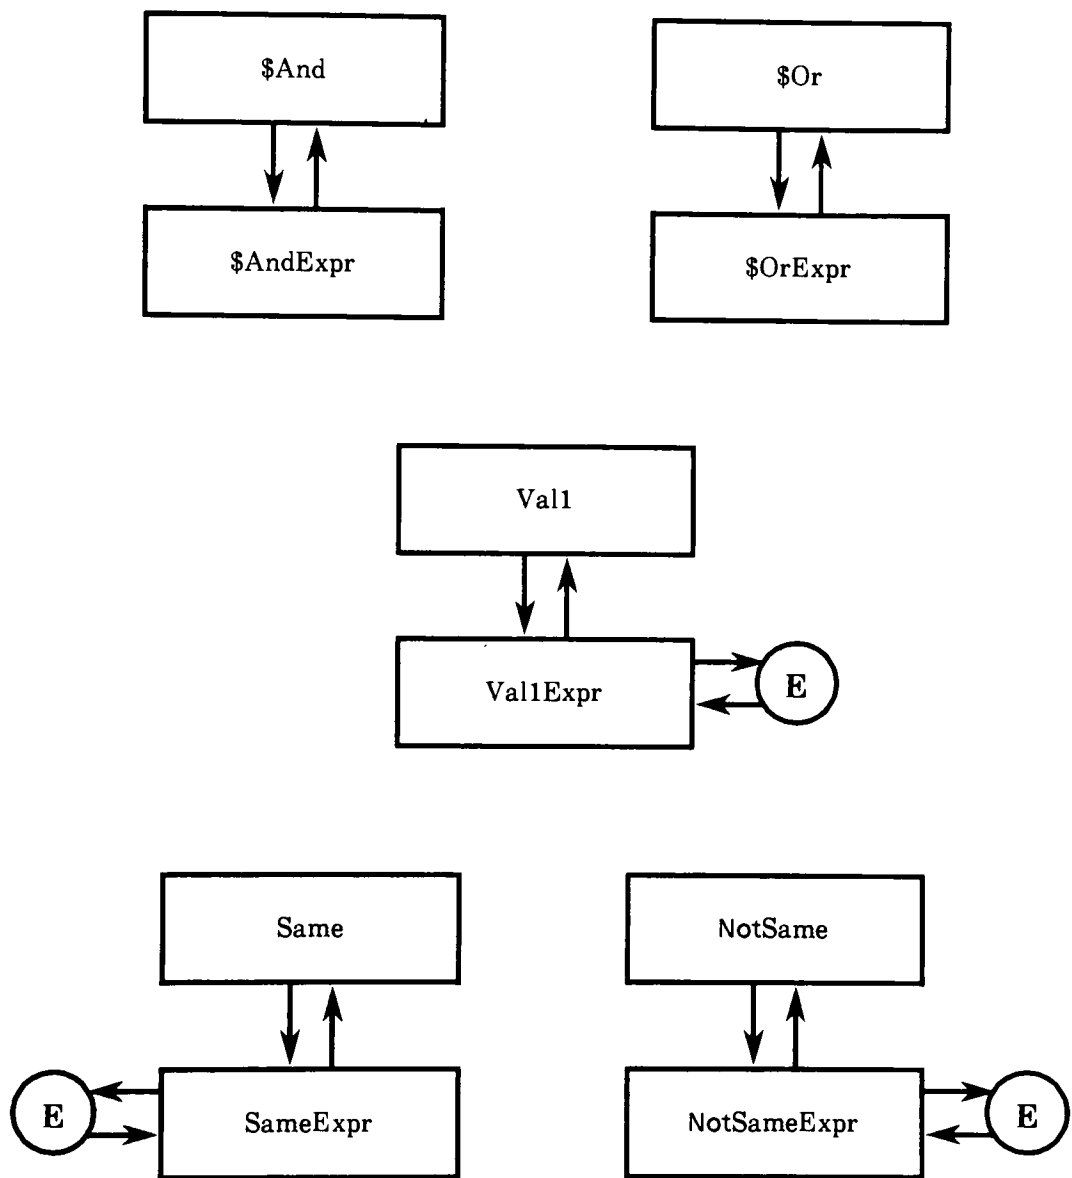 $And
$Or
$AndExpr
$OrExpr
Val1
Val1Expr
E
Same
NotSame
E
SameExpr
NotSameExpr
E